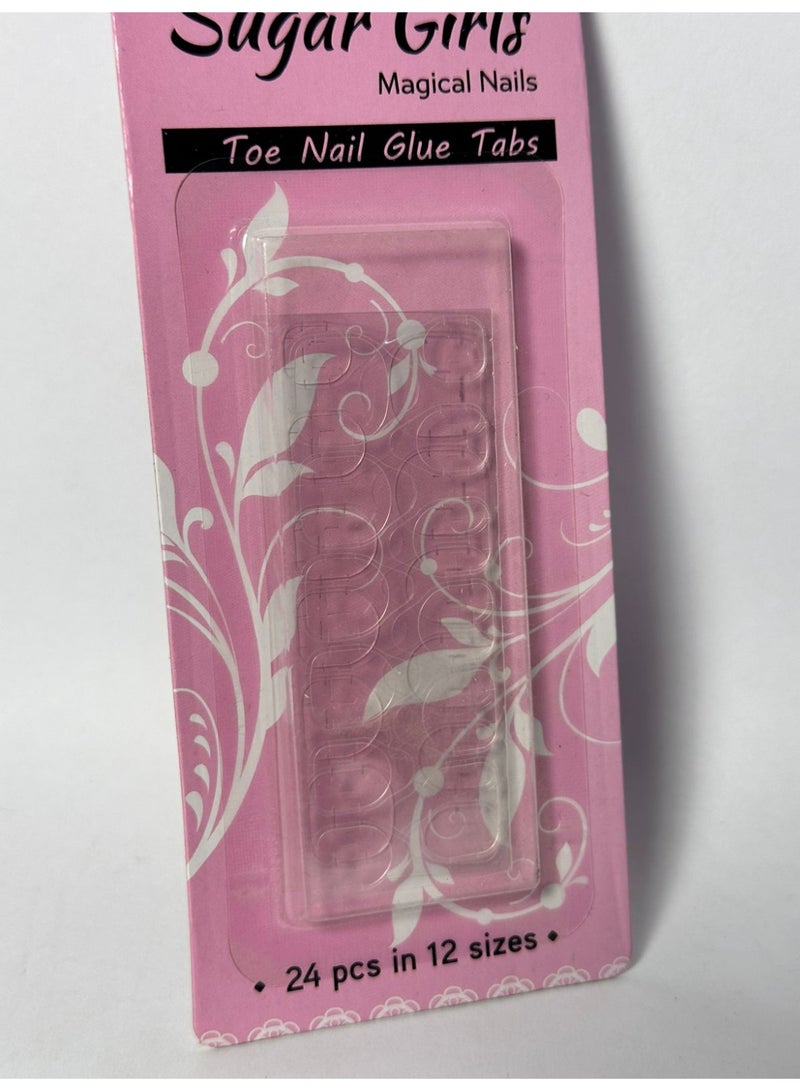 Sugar Girls
Magical Nails
Toe Nail Glue Tabs
• 24 pcs in 12 sizes •